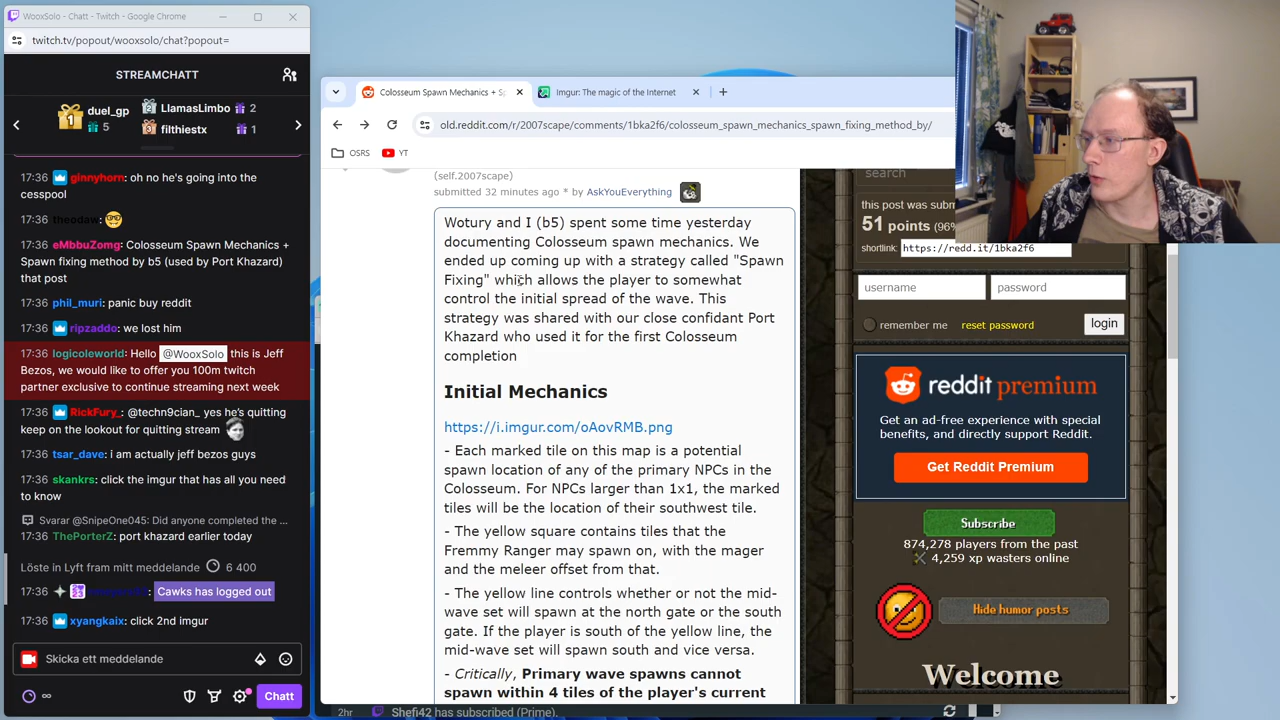 WooxSolo - Chatt - Twitch - Google Chrome
twitch.tv/popout/wooxsolo/chat?popout=
STREAMCHATT
1 duel_gp 5
2 LlamasLimbo 2
3 filthiestx 1
17:36 ginnyhorn: oh no he's going into the
cesspool
17:36 theodaw:
17:36 eMbbuZomg: Colosseum Spawn Mechanics +
Spawn fixing method by b5 (used by Port Khazard)
that post
17:36 phil_muri: panic buy reddit
17:36 ripzaddo: we lost him
17:36 logicoleworld: Hello @WooxSolo this is Jeff
Bezos, we would like to offer you 100m twitch
partner exclusive to continue streaming next week
17:36 RickFury_: @techn9cian_ yes he's quitting
keep on the lookout for quitting stream
17:36 tsar_dave: i am actually jeff bezos guys
17:36 skankrs: click the imgur that has all you need
to know
Svarar @SnipeOne045: Did anyone completed the ...
17:36 ThePorterZ: port khazard earlier today
Löste in Lyft fram mitt meddelande 400
17:36 Cawks has logged out
17:36 xyangkaix: click 2nd imgur
Skicka ett meddelande
∞
Chatt
Colosseum Spawn Mechanics + Sp
Imgur: The magic of the Internet
old.reddit.com/r/2007scape/comments/1bka2f6/colosseum_spawn_mechanics_spawn_fixing_method_by/
OSRS
YT
(self.2007scape)
submitted 32 minutes ago * by AskYouEverything
Wotury and I (b5) spent some time yesterday
documenting Colosseum spawn mechanics. We
ended up coming up with a strategy called "Spawn
Fixing" which allows the player to somewhat
control the initial spread of the wave. This
strategy was shared with our close confidant Port
Khazard who used it for the first Colosseum
completion
Initial Mechanics
https://i.imgur.com/oAovRMB.png
- Each marked tile on this map is a potential
spawn location of any of the primary NPCs in the
Colosseum. For NPCs larger than 1x1, the marked
tiles will be the location of their southwest tile.
- The yellow square contains tiles that the
Fremmy Ranger may spawn on, with the mager
and the meleer offset from that.
- The yellow line controls whether or not the mid-
wave set will spawn at the north gate or the south
gate. If the player is south of the yellow line, the
mid-wave set will spawn south and vice versa.
- Critically, Primary wave spawns cannot
spawn within 4 tiles of the player's current
search
this post was subm
51 points (96%
shortlink: https://redd.it/1bka2f6
username
password
remember me
reset password
login
reddit premium
Get an ad-free experience with special
benefits, and directly support Reddit.
Get Reddit Premium
Subscribe
874,278 players from the past
4,259 xp wasters online
Hide humor posts
Welcome
2hr Shefi42 has subscribed (Prime).